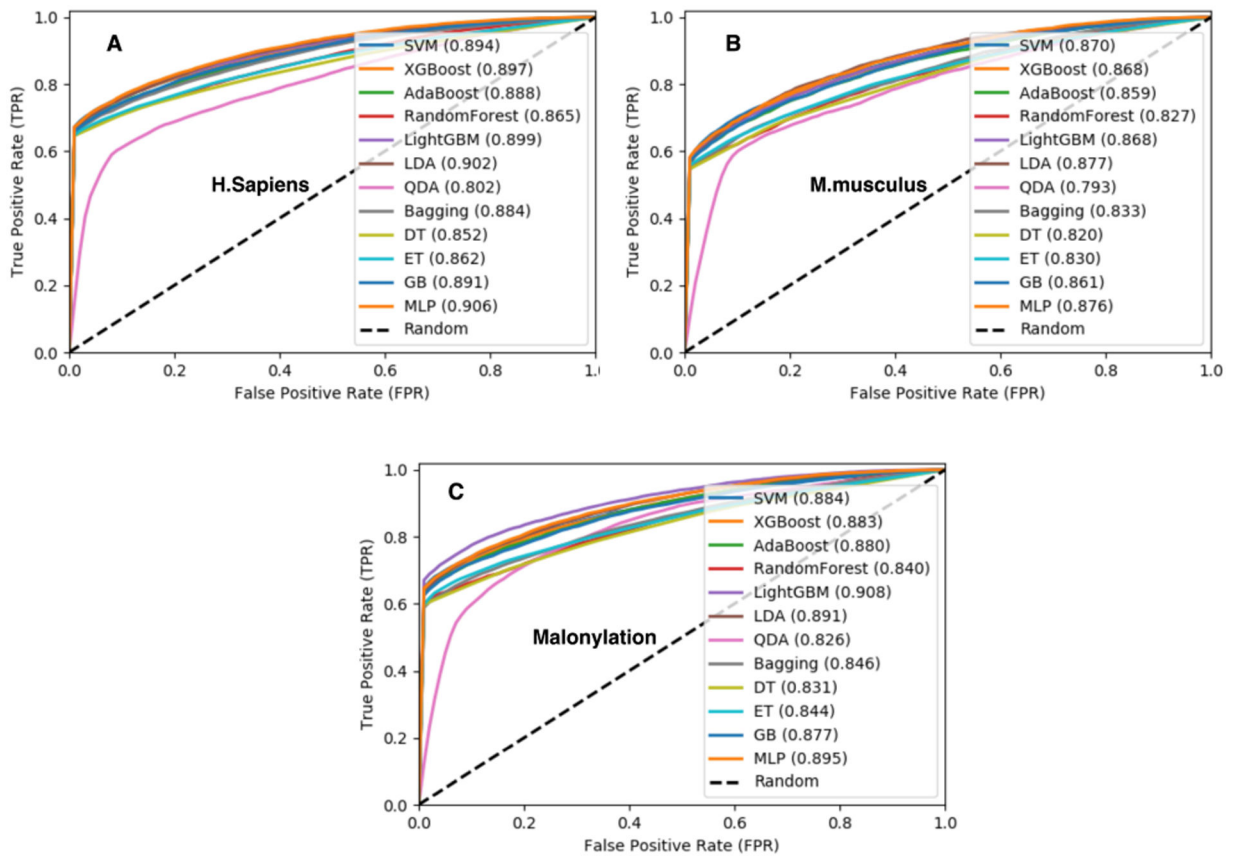 A
H.Sapiens
True Positive Rate (TPR)
1.0
0.8
0.6
0.4
0.2
0.0
SVM (0.894)
XGBoost (0.897)
AdaBoost (0.888)
RandomForest (0.865)
LightGBM (0.899)
LDA (0.902)
QDA (0.802)
Bagging (0.884)
DT (0.852)
ET (0.862)
GB (0.891)
MLP (0.906)
Random
0.0 0.2 0.4 0.6 0.8
False Positive Rate (FPR)
B
M.musculus
True Positive Rate (TPR)
1.0
0.8
0.6
0.4
0.2
0.0
SVM (0.870)
XGBoost (0.868)
AdaBoost (0.859)
RandomForest (0.827)
LightGBM (0.868)
LDA (0.877)
QDA (0.793)
Bagging (0.833)
DT (0.820)
ET (0.830)
GB (0.861)
MLP (0.876)
Random
0.0 0.2 0.4 0.6 0.8 1.0
False Positive Rate (FPR)
C
Malonylation
True Positive Rate (TPR)
1.0
0.8
0.6
0.4
0.2
0.0
SVM (0.884)
XGBoost (0.883)
AdaBoost (0.880)
RandomForest (0.840)
LightGBM (0.908)
LDA (0.891)
QDA (0.826)
Bagging (0.846)
DT (0.831)
ET (0.844)
GB (0.877)
MLP (0.895)
Random
0.0 0.2 0.4 0.6 0.8 1.0
False Positive Rate (FPR)